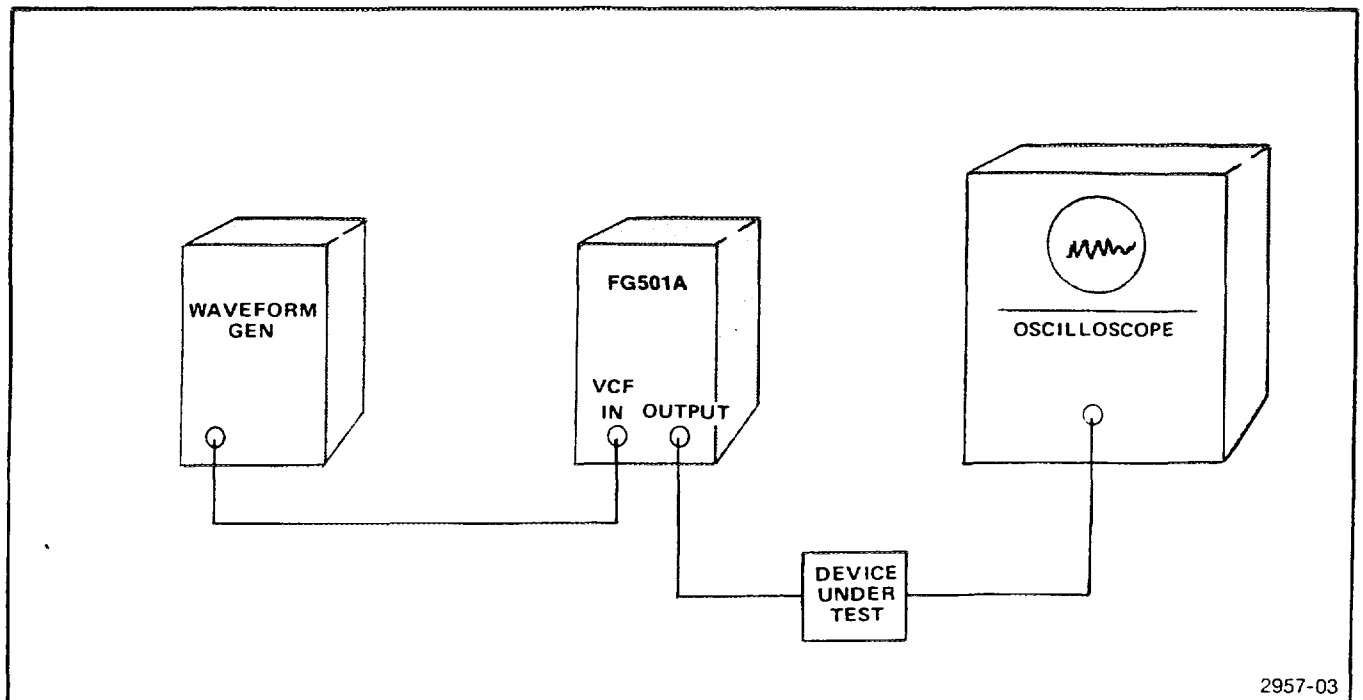 WAVEFORM
GEN
FG501A
VCF
IN OUTPUT
OSCILLOSCOPE
DEVICE
UNDER
TEST
2957-03